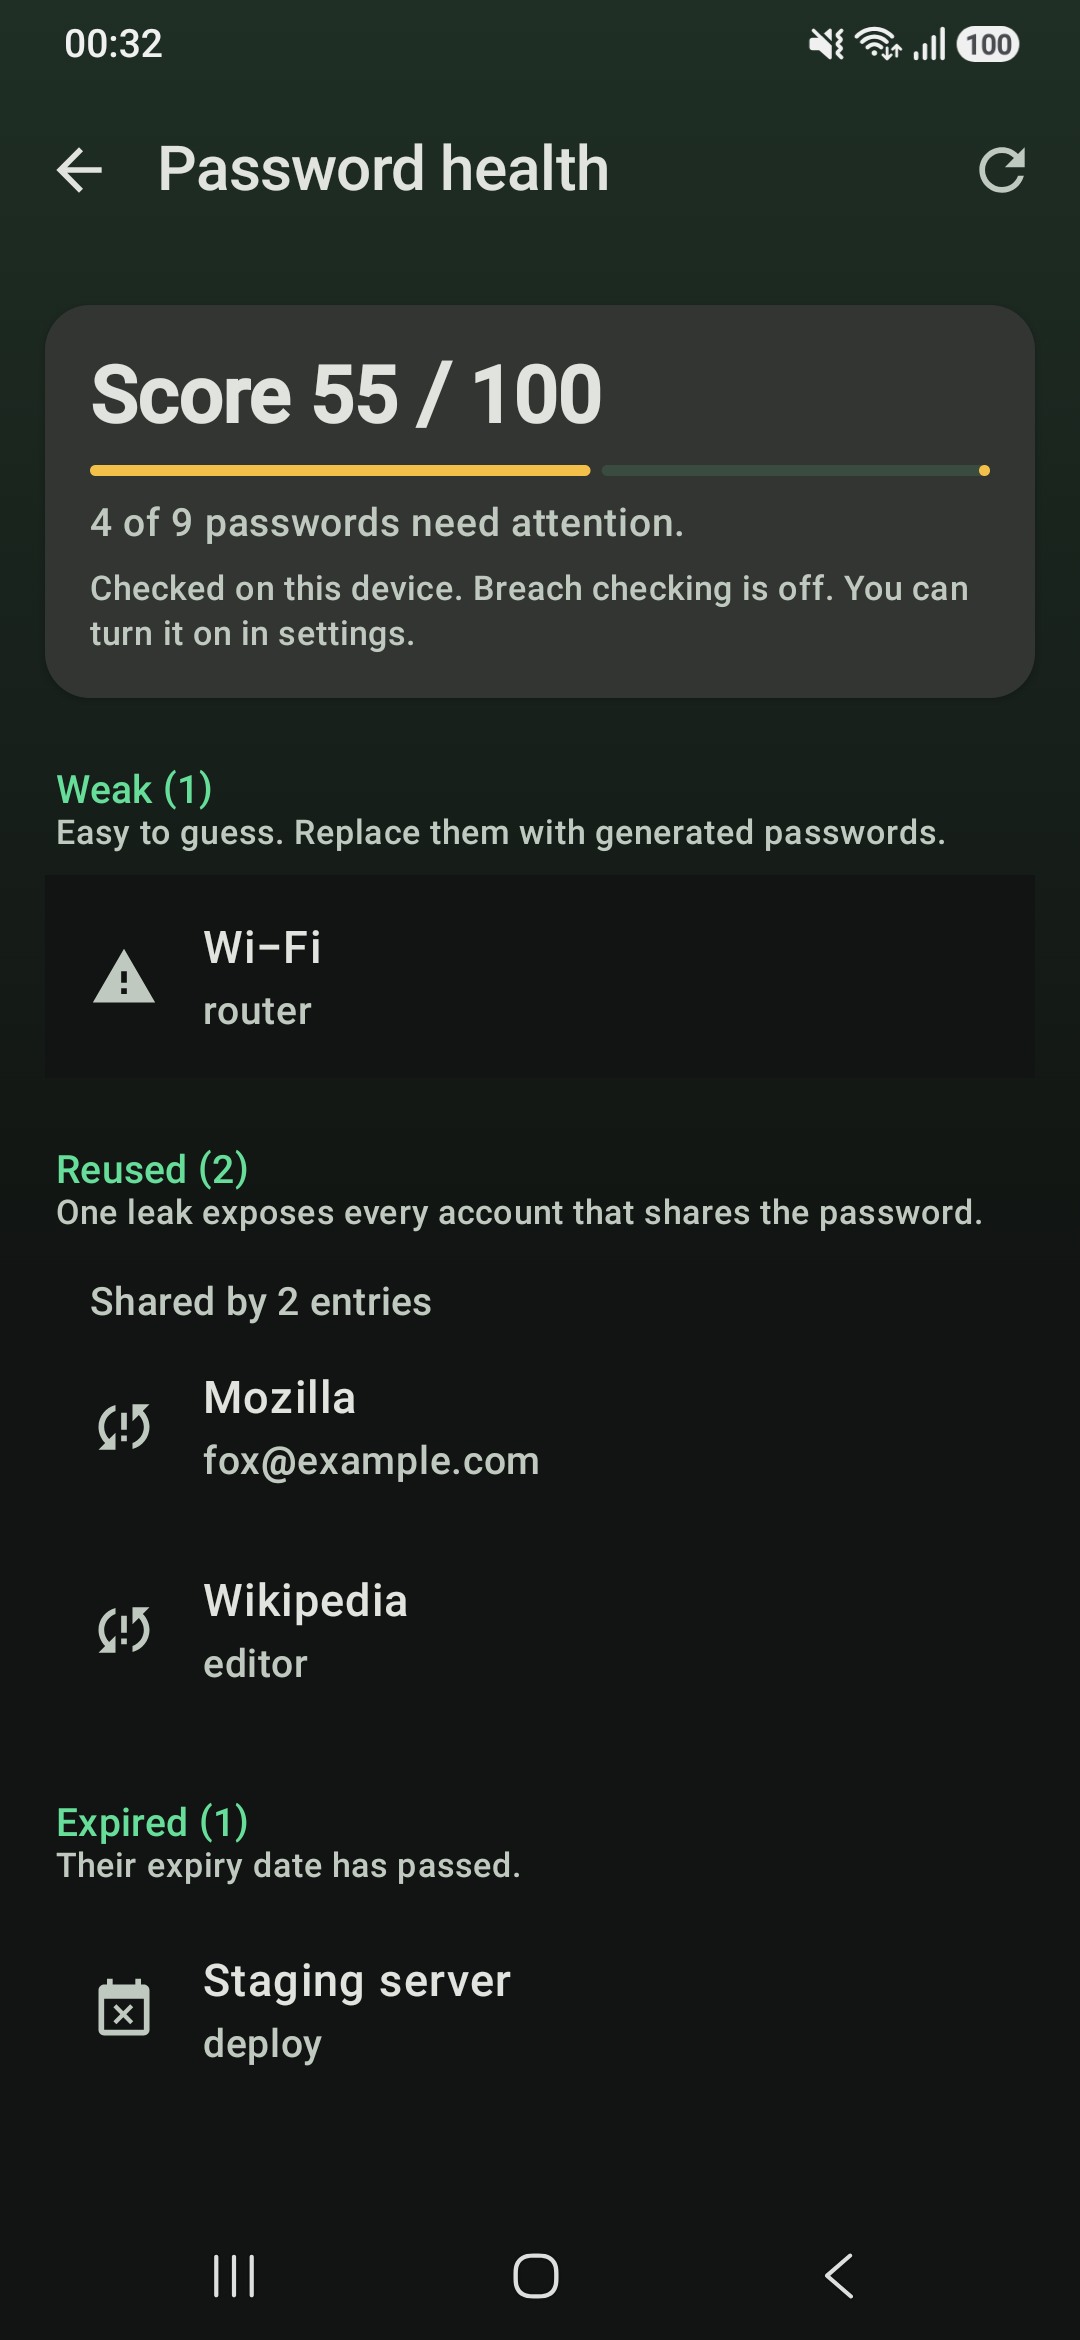 00:32
100
Password health
Score 55 / 100
4 of 9 passwords need attention.
Checked on this device. Breach checking is off. You can
turn it on in settings.
Weak (1)
Easy to guess. Replace them with generated passwords.
Wi-Fi
router
Reused (2)
One leak exposes every account that shares the password.
Shared by 2 entries
Mozilla
fox@example.com
Wikipedia
editor
Expired (1)
Their expiry date has passed.
Staging server
deploy